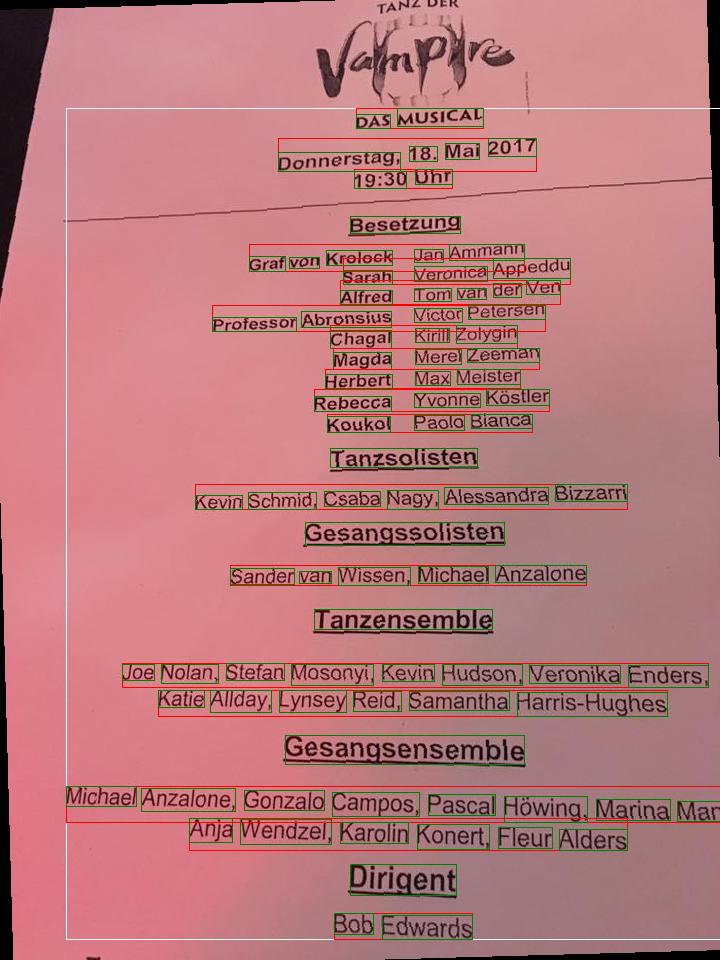 TANZ DER
Vampire
DAS MUSICAL
Donnerstag, 18. Mai 2017
19:30 Uhr
Besetzung
Graf von Krolock Jan Ammann
Sarah Veronica Appeddu
Alfred Tom van der Ven
Professor Abronsius Victor Petersen
Chagal Kirill Zolygin
Magda Merel Zeeman
Herbert Max Meister
Rebecca Yvonne Köstler
Koukol Paolo Bianca
Tanzsolisten
Kevin Schmid, Csaba Nagy, Alessandra Bizzarri
Gesangssolisten
Sander van Wissen, Michael Anzalone
Tanzensemble
Joe Nolan, Stefan Mosonyi, Kevin Hudson, Veronika Enders,
Katie Allday, Lynsey Reid, Samantha Harris-Hughes
Gesangsensemble
Michael Anzalone, Gonzalo Campos, Pascal Höwing, Marina
Anja Wendzel, Karolin Konert, Fleur Alders
Dirigent
Bob Edwards